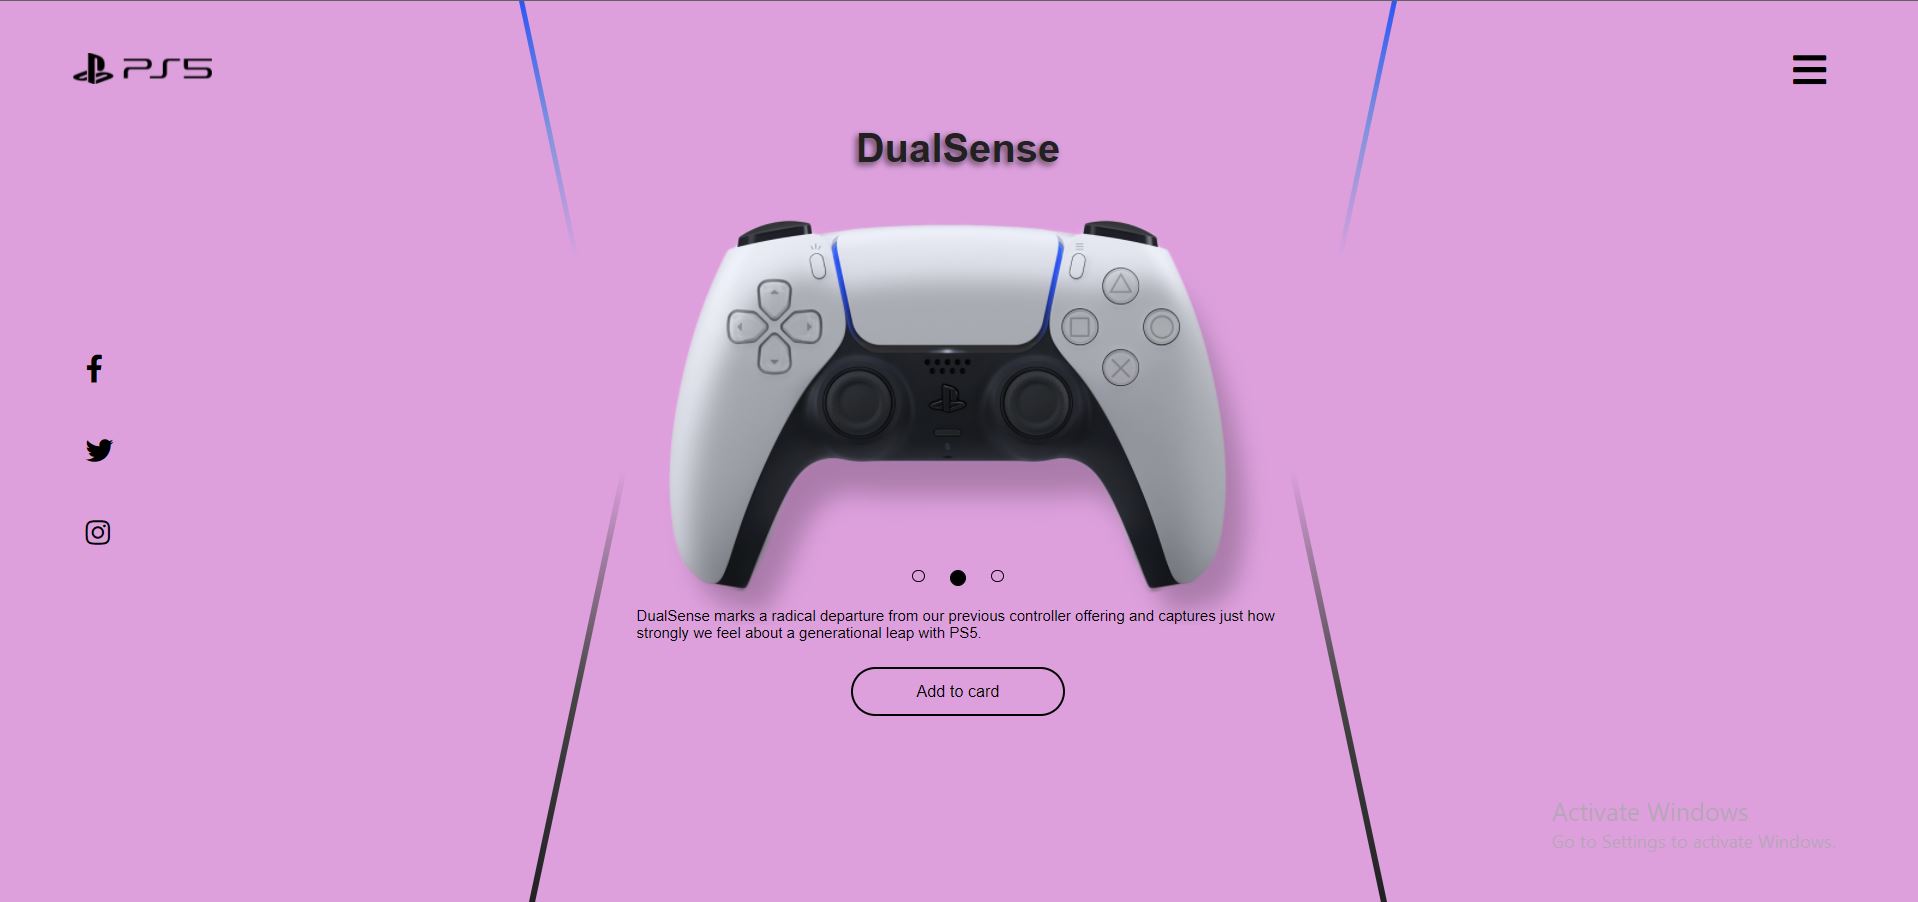 PS5
DualSense
DualSense marks a radical departure from our previous controller offering and captures just how
strongly we feel about a generational leap with PS5.
Add to card
Activate Windows
Go to Settings to activate Windows.